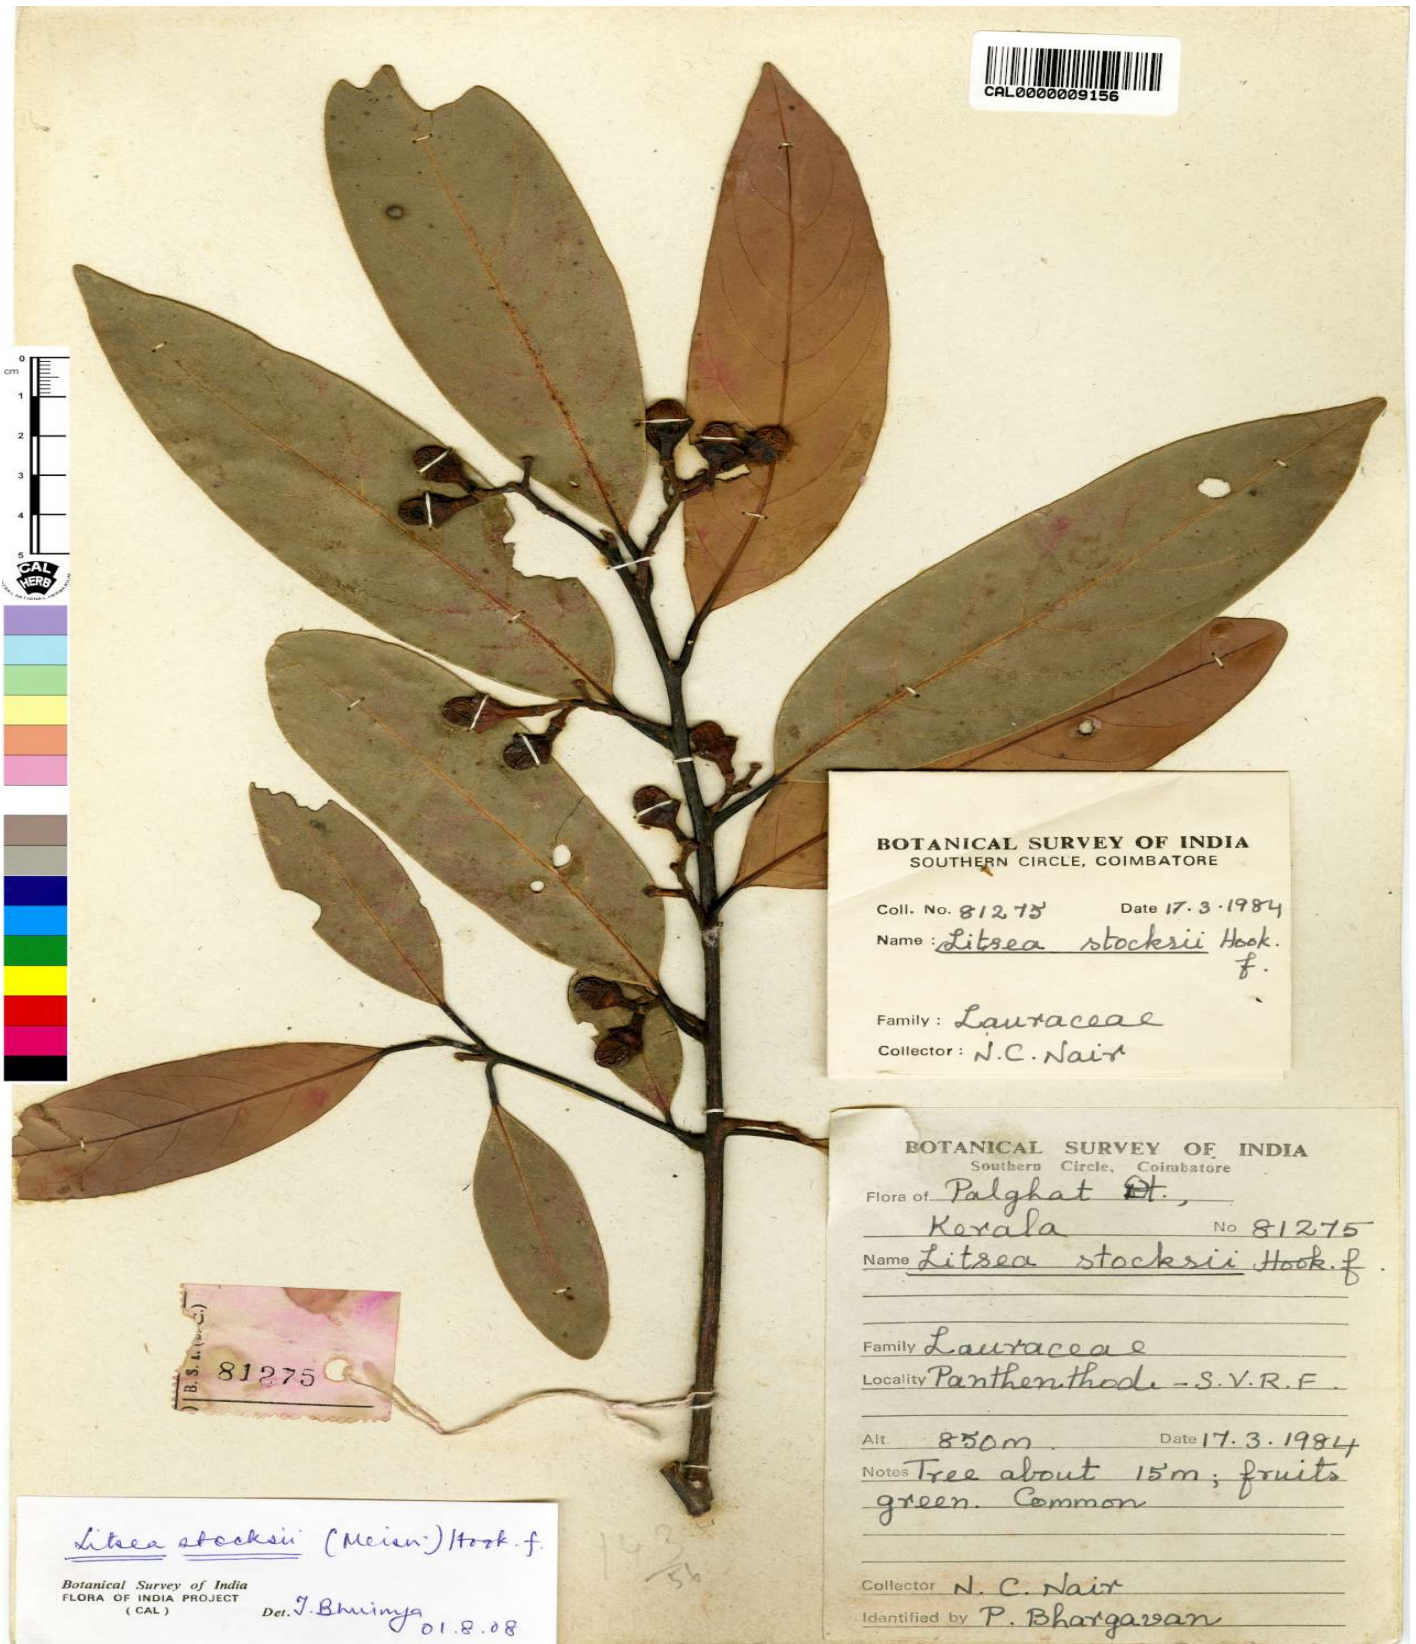 CAL0000009156
0
cm
1
2
3
4
5
CAL
HERB
BOTANICAL SURVEY OF INDIA
SOUTHERN CIRCLE, COIMBATORE
Coll. No. 81275 Date 17.3.1984
Name : Litsea stocksii Hook.
f.
Family : Lauraceae
Collector : N.C. Nair
BOTANICAL SURVEY OF INDIA
Southern Circle, Coimbatore
Flora of Palghat Dt.,
Kerala No 81275
Name Litsea stocksii Hook. f.
Family Lauraceae
Locality Panthenthode - S.V.R.F.
Alt. 850m. Date 17.3.1984
Notes Tree about 15m; fruits
green. Common
Collector N. C. Nair
Identified by P. Bhargavan
B. S. I. (S.C.)
81275
Litsea stocksii (Meisn.) Hook. f.
Botanical Survey of India
FLORA OF INDIA PROJECT
(CAL)
Det. T. Bhuinya
01.8.08